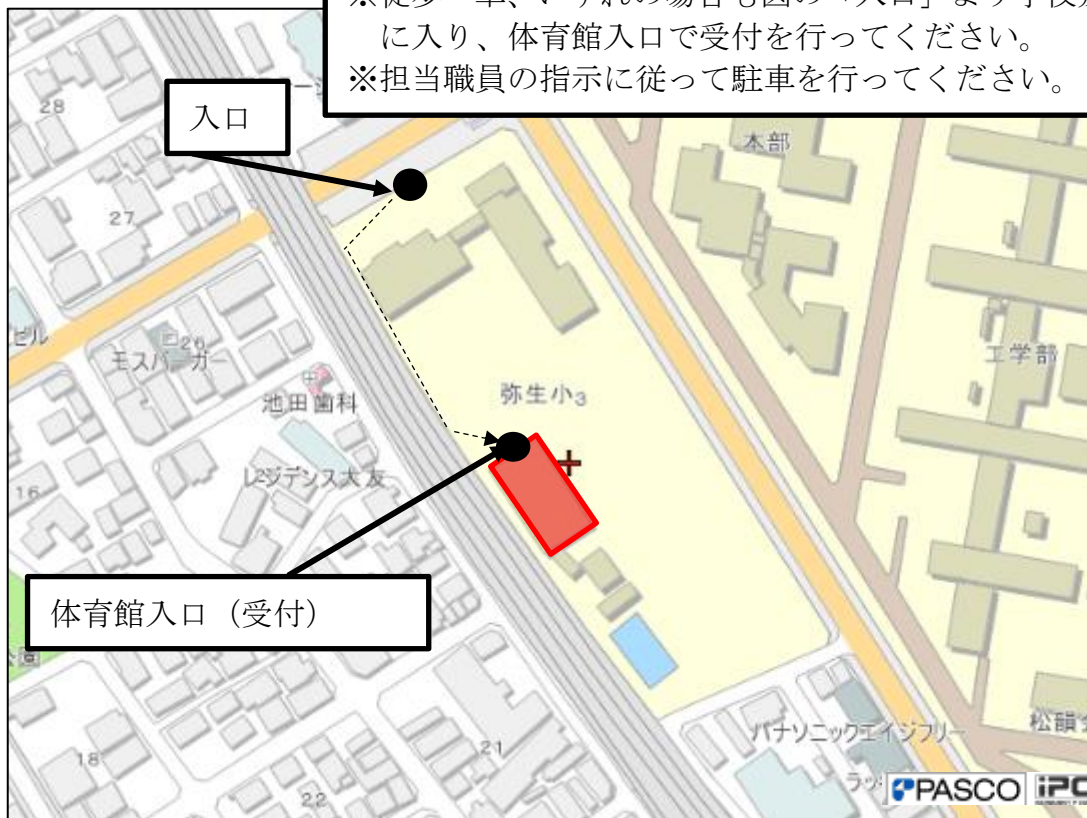 に入り、体育館入口で受付を行ってください。
※担当職員の指示に従って駐車を行ってください。
入口
28
本部
27
ビル
26
モスバーガー
工学部
池田歯科
弥生小3
レジデンス大友
16
体育館入口（受付）
公園
18
21
22
パナソニックエイジフリー
PASCO